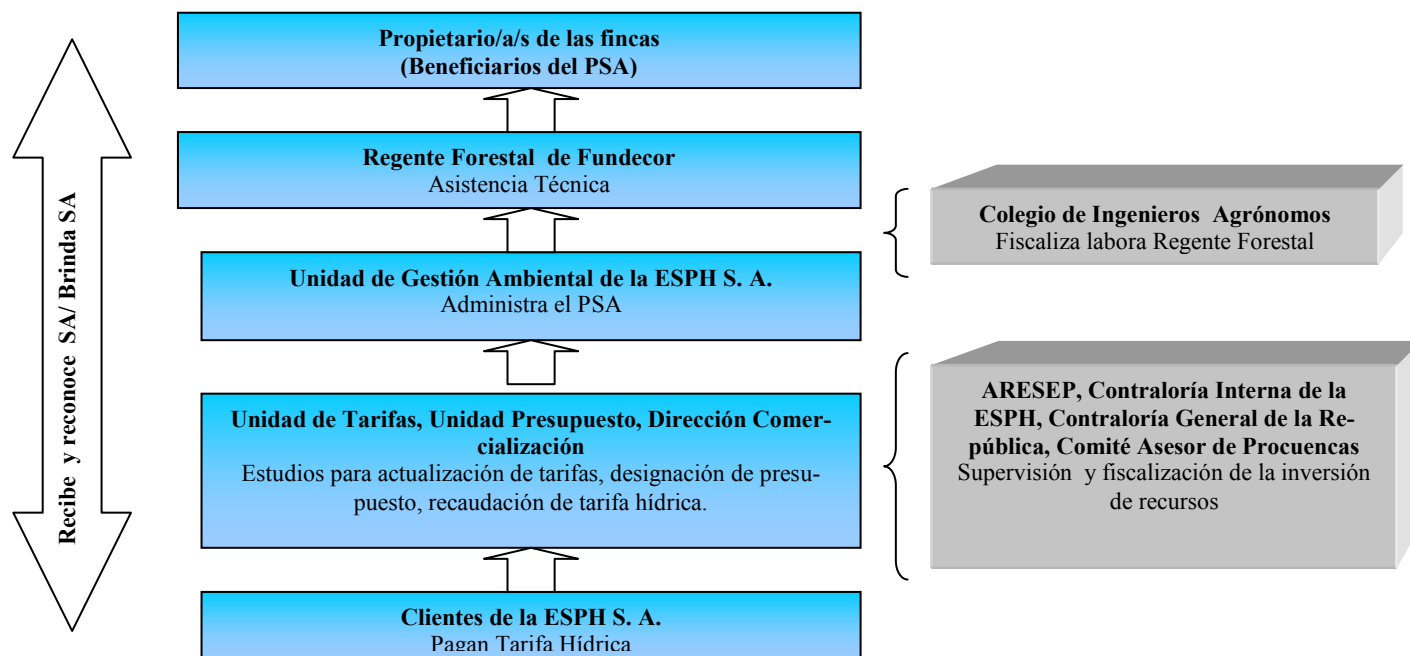 Propietario/a/s de las fincas
(Beneficiarios del PSA)
Regente Forestal de Fundecor
Asistencia Técnica
Colegio de Ingenieros Agrónomos
Fiscaliza labora Regente Forestal
Unidad de Gestión Ambiental de la ESPH S. A.
Administra el PSA
Recibe y reconoce SA/ Brinda SA
Unidad de Tarifas, Unidad Presupuesto, Dirección Comer-
cialización
Estudios para actualización de tarifas, designación de presu-
puesto, recaudación de tarifa hídrica.
ARESEP, Contraloría Interna de la
ESPH, Contraloría General de la Re-
pública, Comité Asesor de Procuencas
Supervisión y fiscalización de la inversión
de recursos
Clientes de la ESPH S. A.
Pagan Tarifa Hídrica